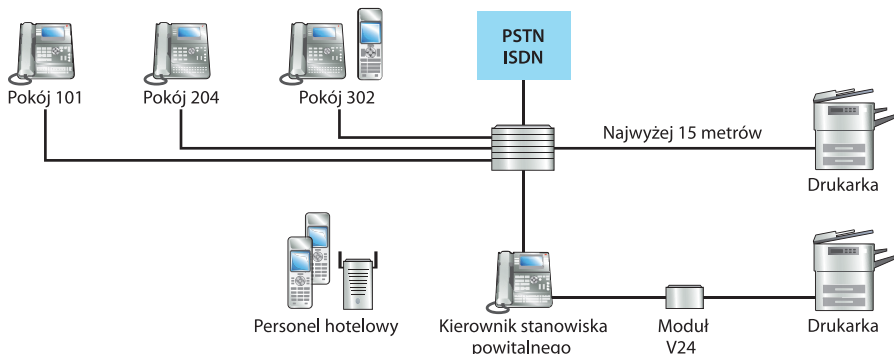 PSTN
ISDN
Pokój 101
Pokój 204
Pokój 302
Najwyżej 15 metrów
Drukarka
Personel hotelowy
Kierownik stanowiska
powitalnego
Moduł
V24
Drukarka